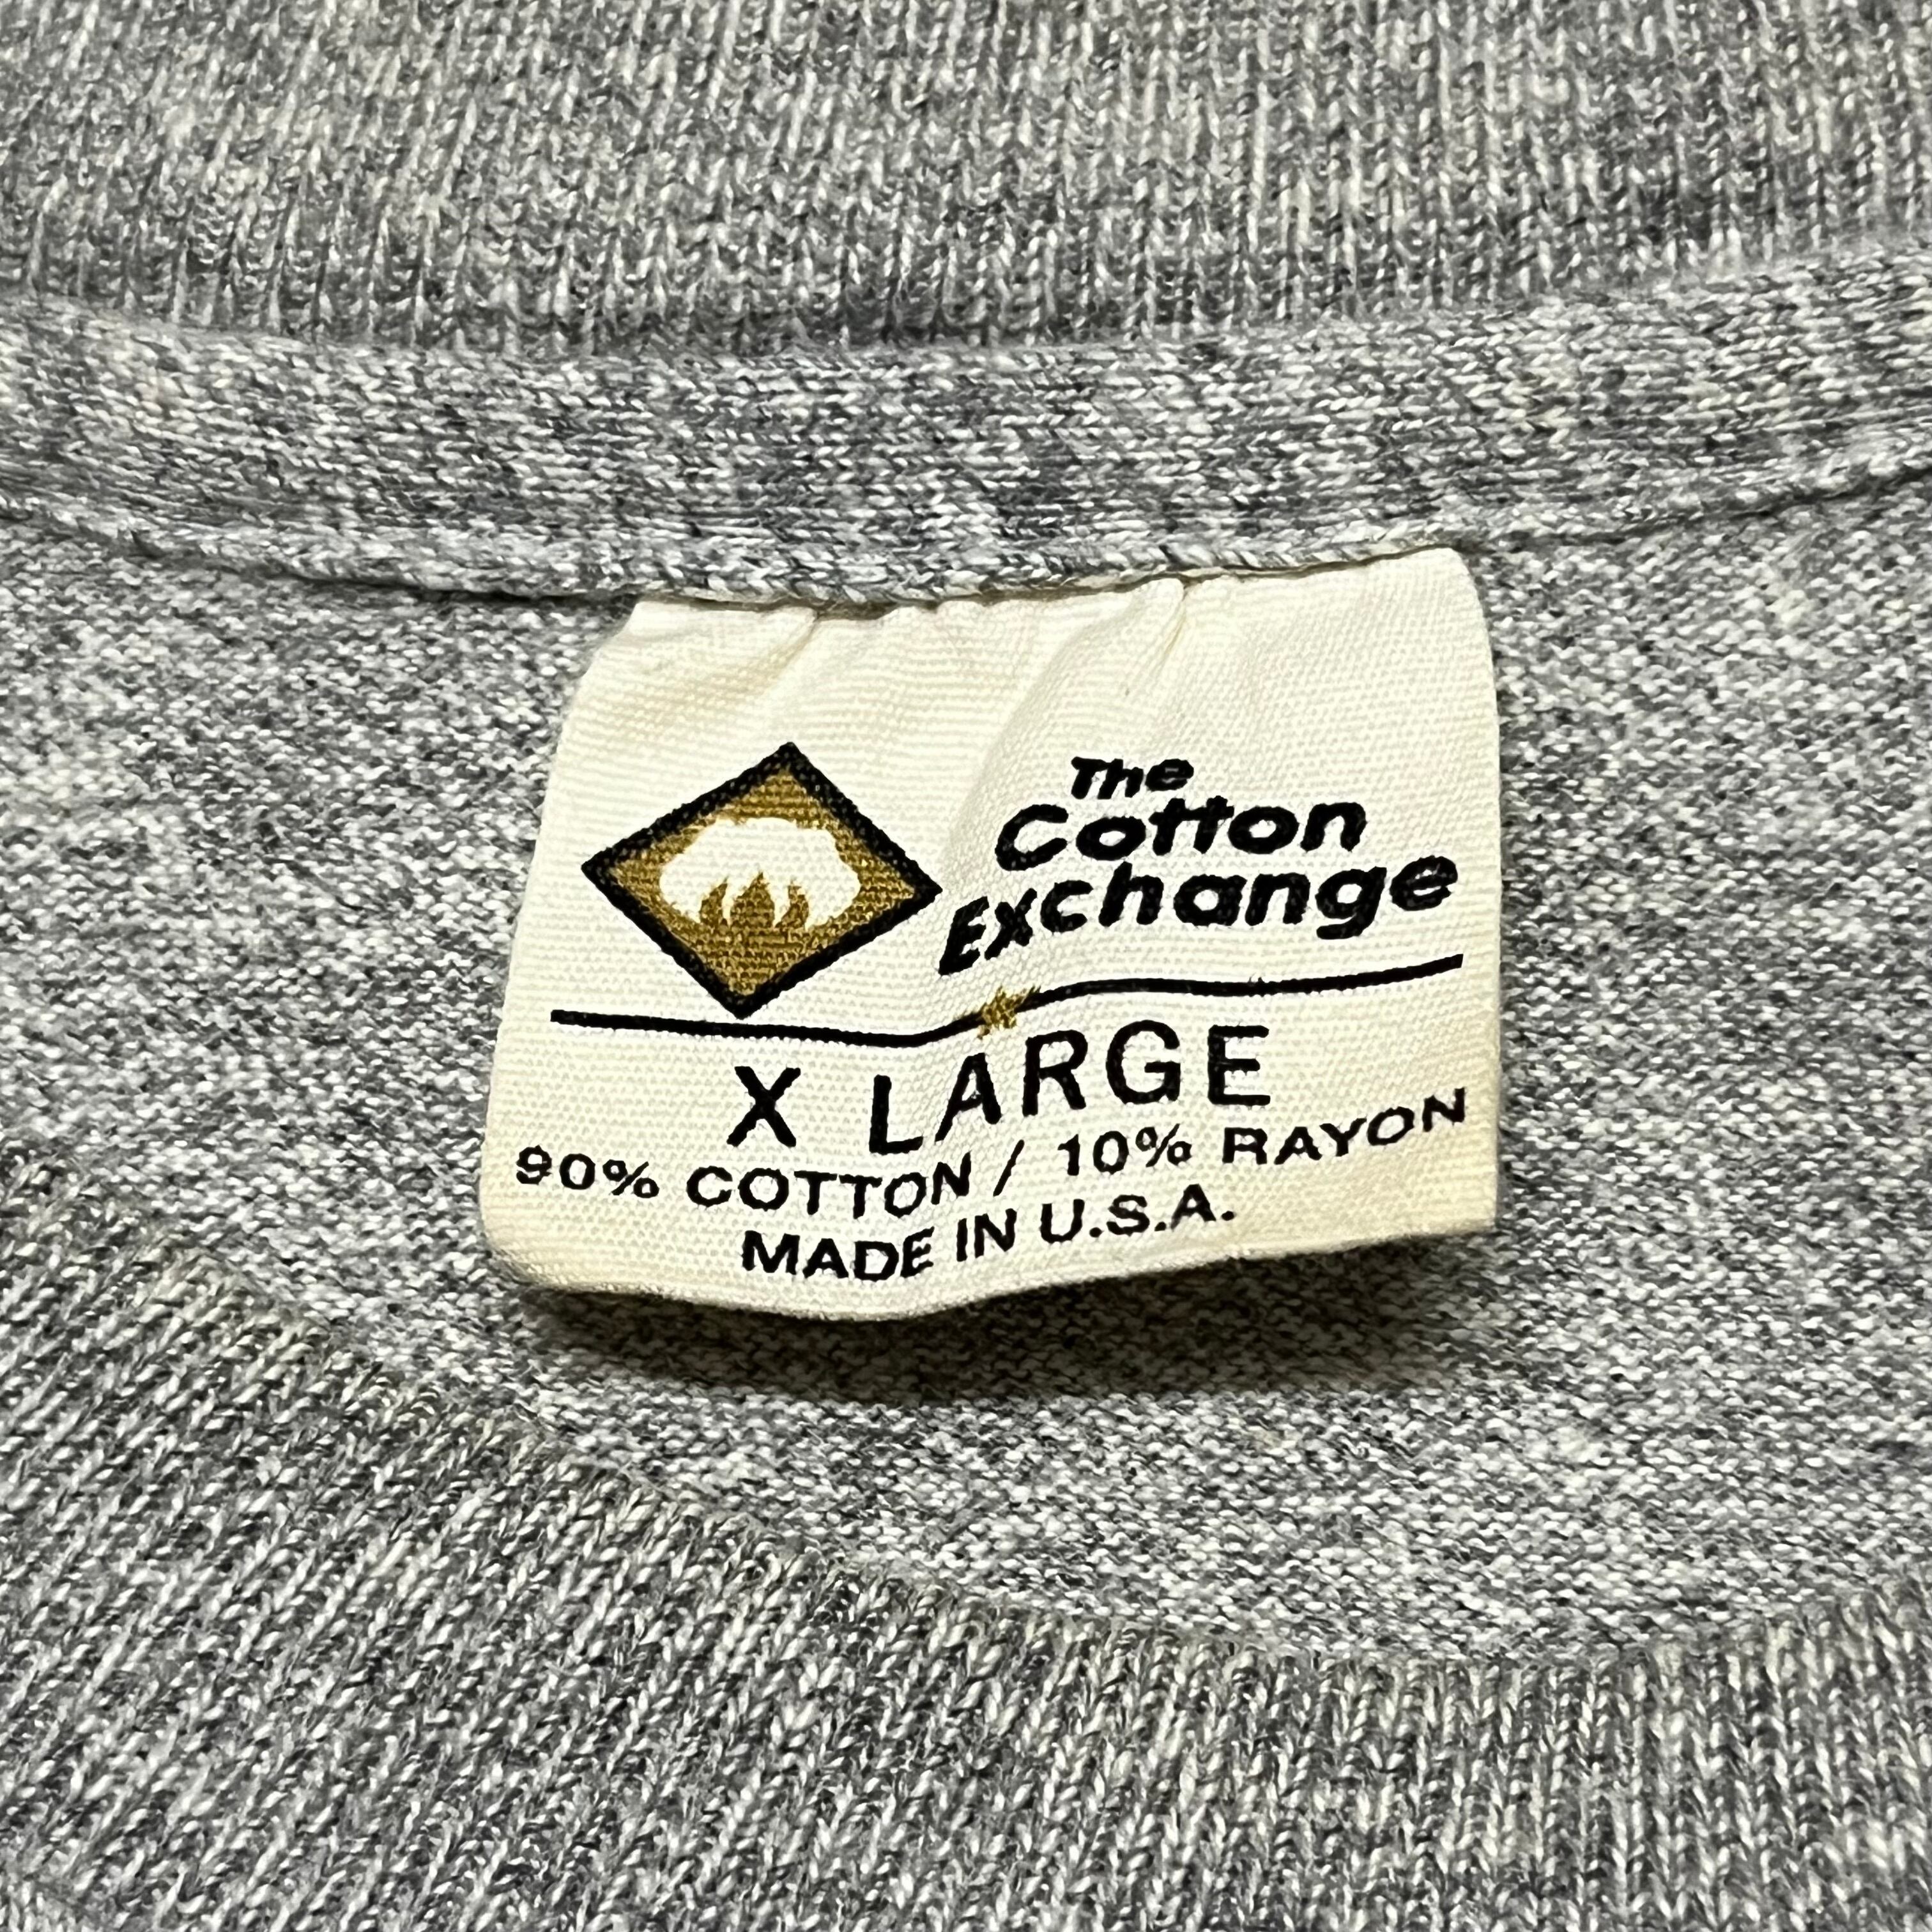 The
Cotton
Exchange
X LARGE
90% COTTON / 10% RAYON
MADE IN U.S.A.